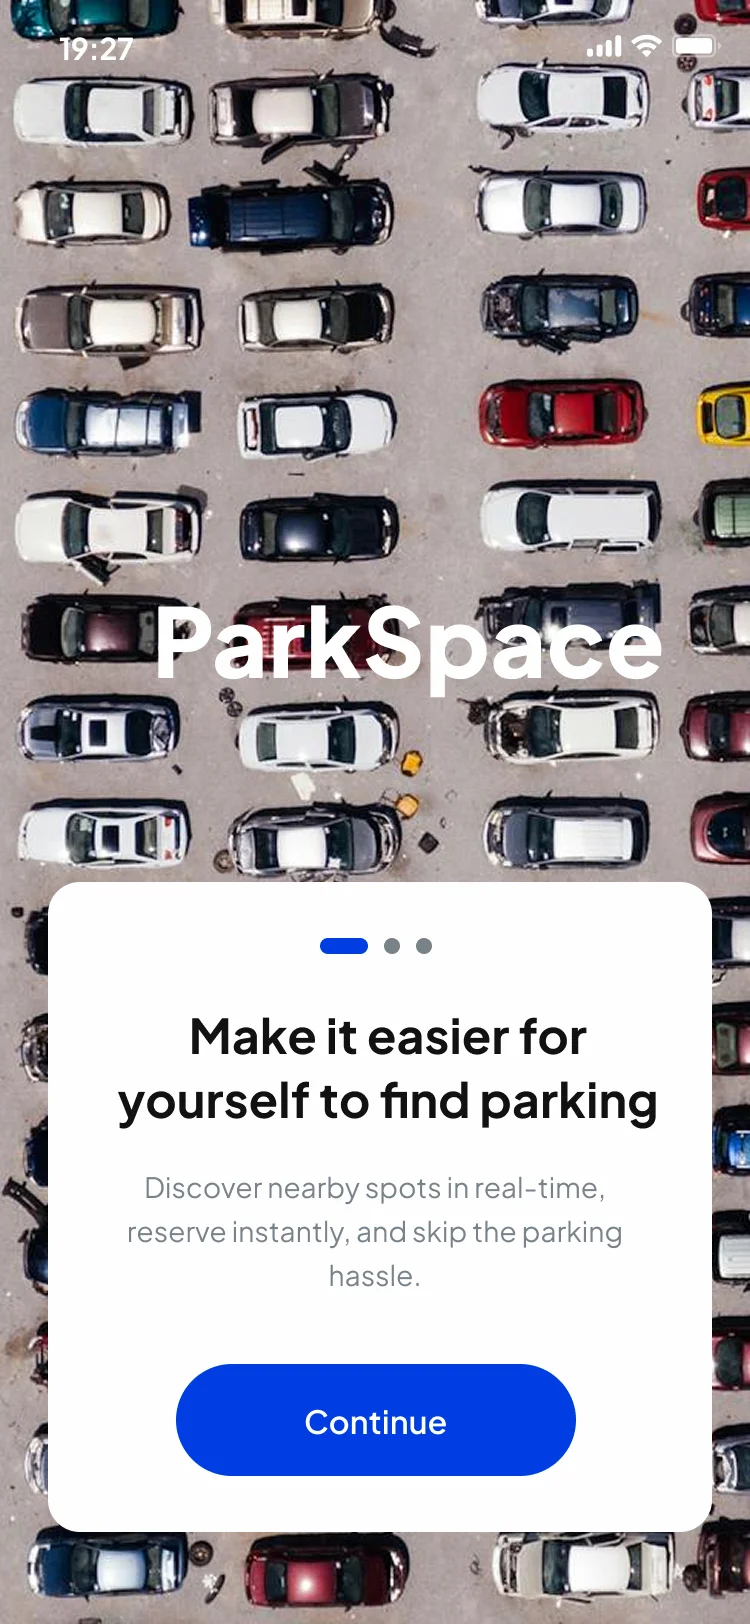 19:27
ParkSpace
Make it easier for
yourself to find parking
Discover nearby spots in real-time,
reserve instantly, and skip the parking
hassle.
Continue